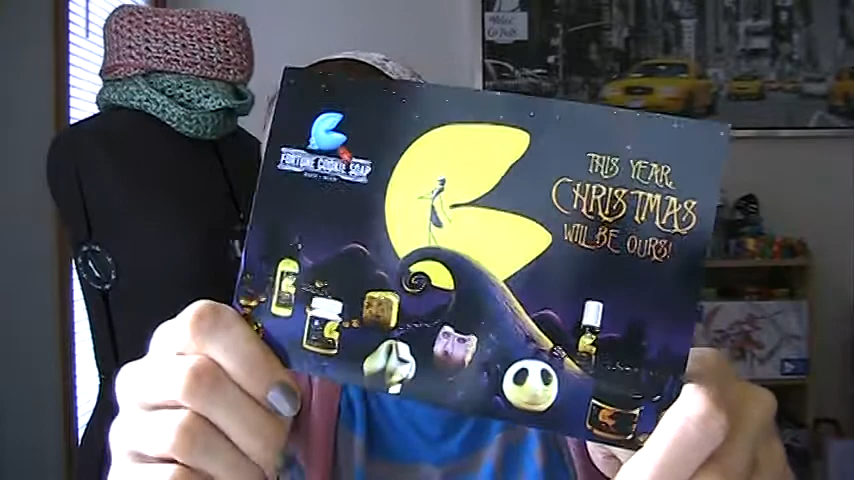 FORTUNE COOKIE SOAP
THIS YEAR,
CHRISTMAS
WILL BE OURS!